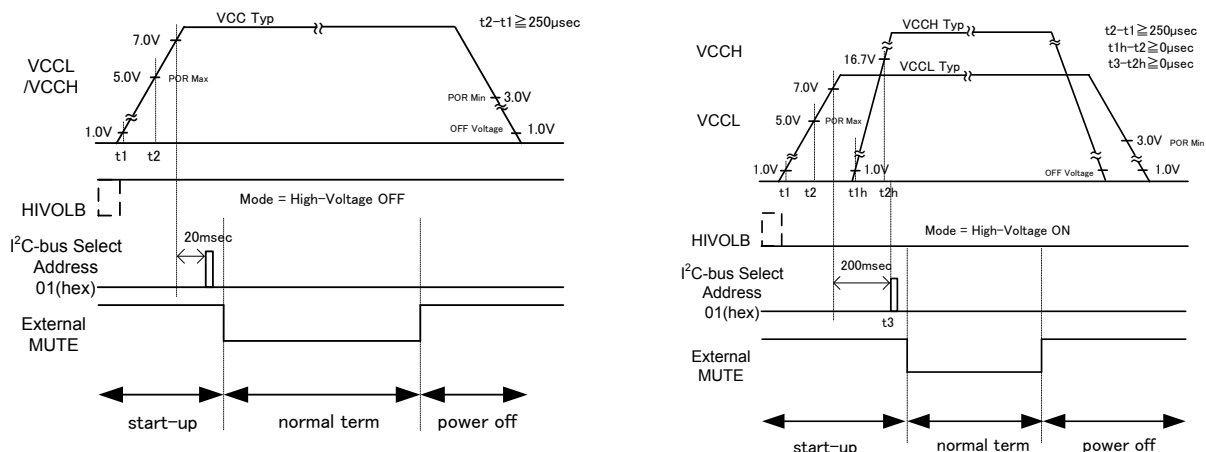 VCC Typ
t2-t1≧250μsec
7.0V
VCCL
/VCCH
5.0V
POR Max
POR Min
3.0V
1.0V
OFF Voltage
1.0V
t1
t2
HIVOLB
Mode = High-Voltage OFF
20msec
I²C-bus Select
Address
01(hex)
External
MUTE
start-up
normal term
power off
VCCH Typ
t2-t1≧250μsec
t1h-t2≧0μsec
t3-t2h≧0μsec
VCCH
16.7V
VCCL Typ
7.0V
VCCL
5.0V
POR Max
3.0V
POR Min
1.0V
1.0V
OFF Voltage
1.0V
t1
t2
t1h
t2h
HIVOLB
Mode = High-Voltage ON
I²C-bus Select
Address
01(hex)
200msec
t3
External
MUTE
start-up
normal term
power off